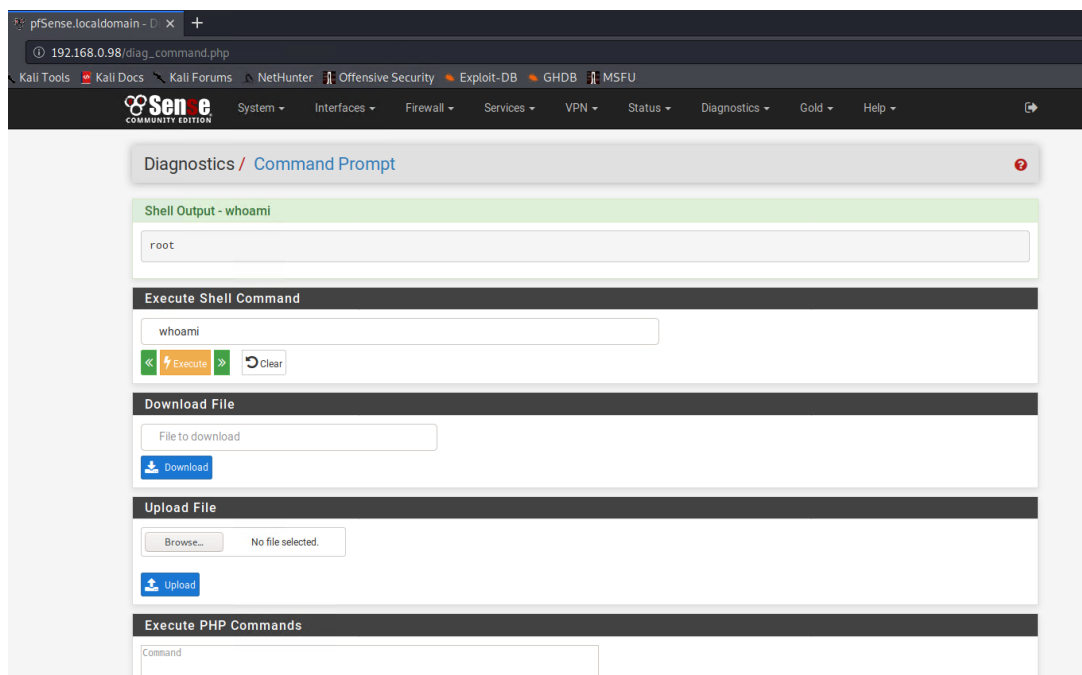 pfSense.localdomain - D × +
192.168.0.98/diag_command.php
Kali Tools Kali Docs Kali Forums NetHunter Offensive Security Exploit-DB GHDB MSFU
Sense System Interfaces Firewall Services VPN Status Diagnostics Gold Help
COMMUNITY EDITION
Diagnostics / Command Prompt
Shell Output - whoami
root
Execute Shell Command
whoami
Execute Clear
Download File
File to download
Download
Upload File
Browse… No file selected.
Upload
Execute PHP Commands
Command